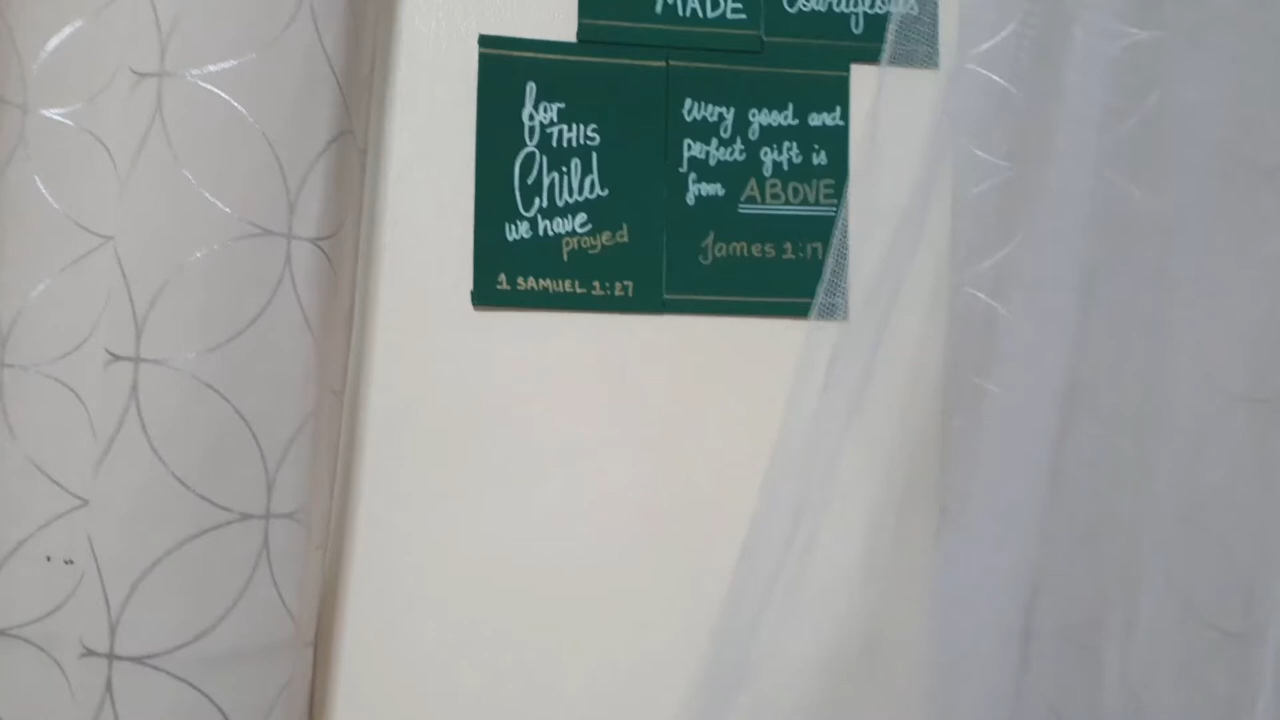 MADE
Courageous
for
THIS
Child
we have
prayed
1 SAMUEL 1:27
every good and
perfect gift is
from ABOVE
James 1:17